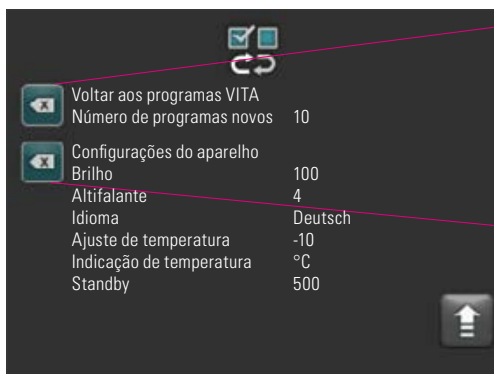 Voltar aos programas VITA
Número de programas novos 10
Configurações do aparelho
Brilho 100
Altifalante 4
Idioma Deutsch
Ajuste de temperatura -10
Indicação de temperatura °C
Standby 500